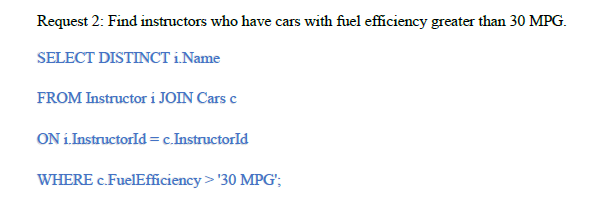 Request 2: Find instructors who have cars with fuel efficiency greater than 30 MPG.
SELECT DISTINCT i.Name
FROM Instructor i JOIN Cars c
ON i.InstructorId = c.InstructorId
WHERE c.FuelEfficiency > '30 MPG';